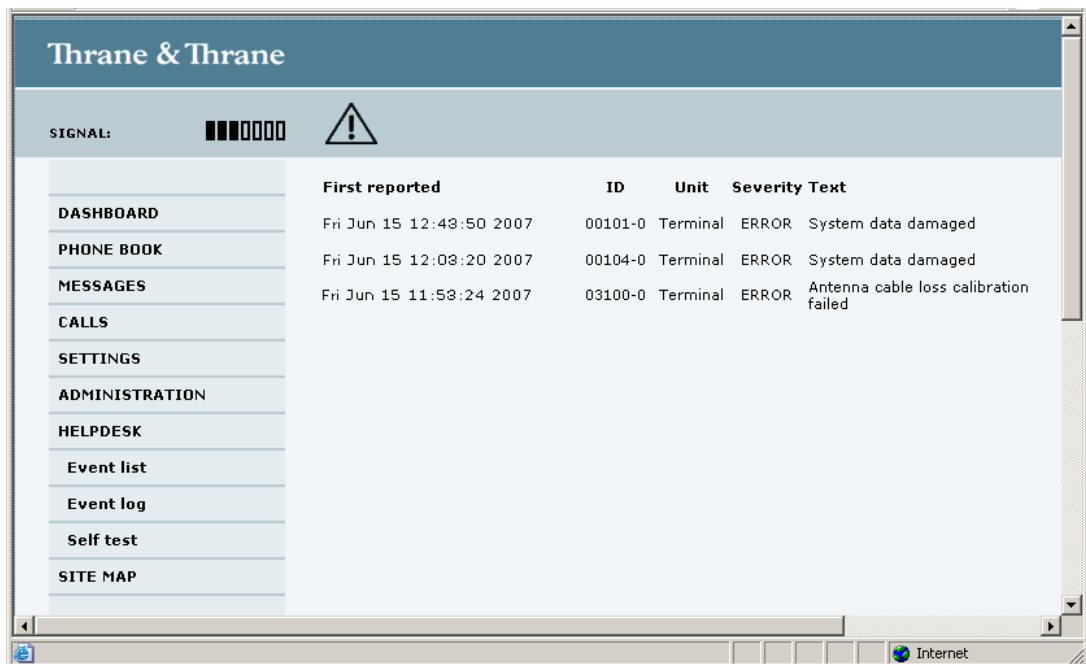 Thrane & Thrane
SIGNAL:
First reported ID Unit Severity Text
Fri Jun 15 12:43:50 2007 00101-0 Terminal ERROR System data damaged
Fri Jun 15 12:03:20 2007 00104-0 Terminal ERROR System data damaged
Fri Jun 15 11:53:24 2007 03100-0 Terminal ERROR Antenna cable loss calibration
failed
DASHBOARD
PHONE BOOK
MESSAGES
CALLS
SETTINGS
ADMINISTRATION
HELPDESK
Event list
Event log
Self test
SITE MAP
Internet